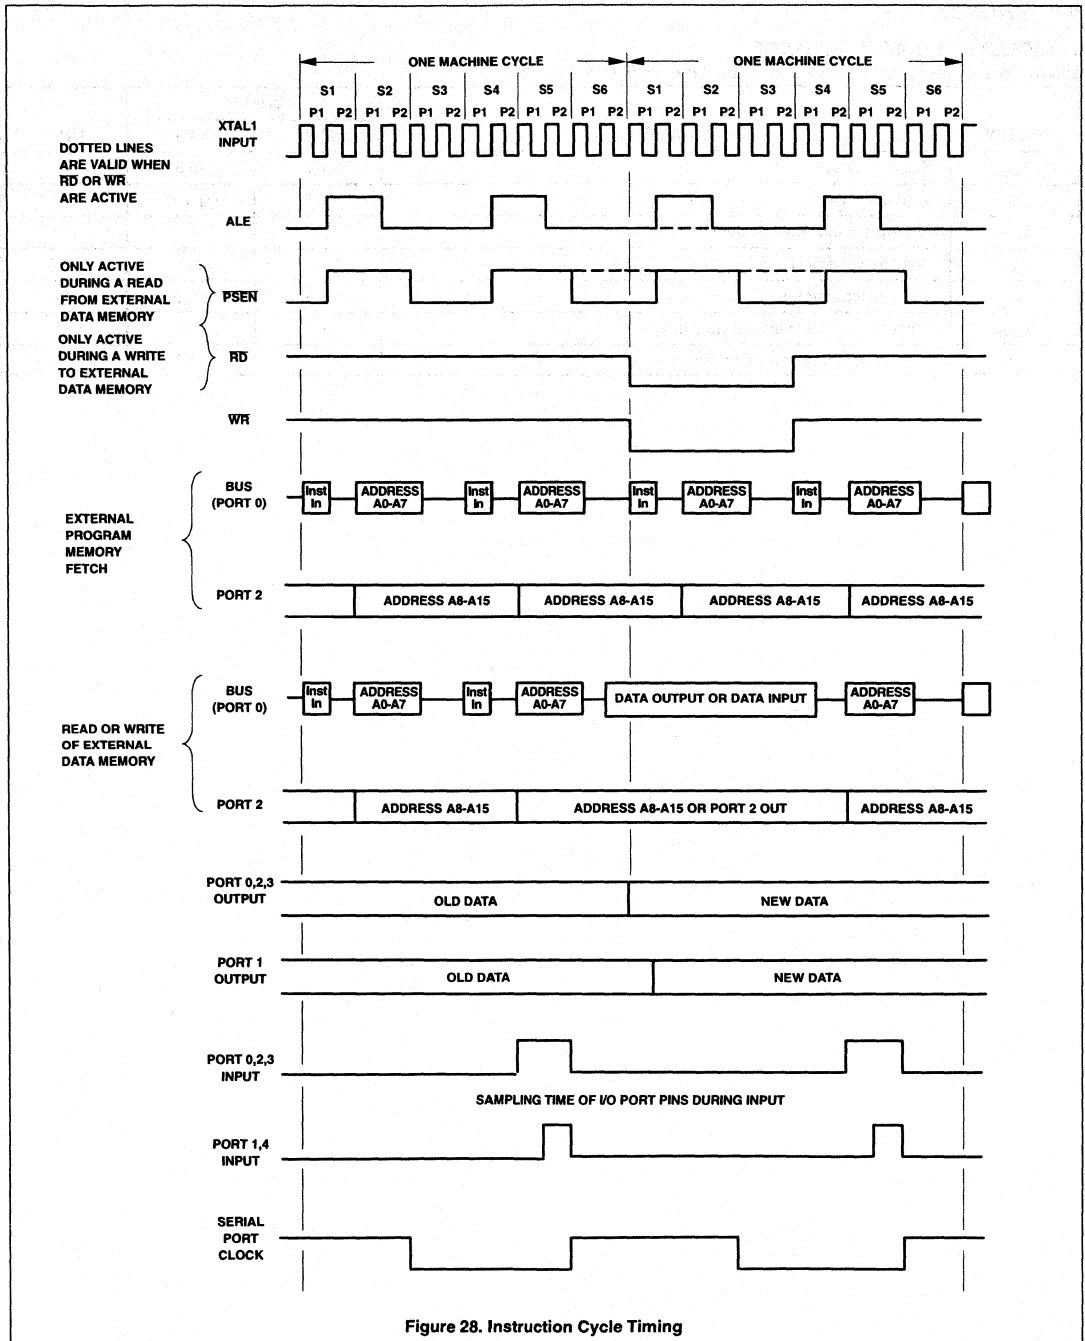 ONE MACHINE CYCLE ONE MACHINE CYCLE
S1 S2 S3 S4 S5 S6 S1 S2 S3 S4 S5 S6
P1 P2 P1 P2 P1 P2 P1 P2 P1 P2 P1 P2 P1 P2 P1 P2 P1 P2 P1 P2 P1 P2 P1 P2
XTAL1
INPUT
DOTTED LINES
ARE VALID WHEN
RD OR WR
ARE ACTIVE
ALE
ONLY ACTIVE
DURING A READ
FROM EXTERNAL
DATA MEMORY
PSEN
ONLY ACTIVE
DURING A WRITE
TO EXTERNAL
DATA MEMORY
RD
WR
EXTERNAL
PROGRAM
MEMORY
FETCH
BUS
(PORT 0)
Inst ADDRESS Inst ADDRESS Inst ADDRESS Inst ADDRESS
In A0-A7 In A0-A7 In A0-A7 In A0-A7
PORT 2
ADDRESS A8-A15 ADDRESS A8-A15 ADDRESS A8-A15 ADDRESS A8-A15
READ OR WRITE
OF EXTERNAL
DATA MEMORY
BUS
(PORT 0)
Inst ADDRESS Inst ADDRESS DATA OUTPUT OR DATA INPUT ADDRESS
In A0-A7 In A0-A7 A0-A7
PORT 2
ADDRESS A8-A15 ADDRESS A8-A15 OR PORT 2 OUT ADDRESS A8-A15
PORT 0,2,3
OUTPUT
OLD DATA NEW DATA
PORT 1
OUTPUT
OLD DATA NEW DATA
PORT 0,2,3
INPUT
SAMPLING TIME OF I/O PORT PINS DURING INPUT
PORT 1,4
INPUT
SERIAL
PORT
CLOCK
Figure 28. Instruction Cycle Timing